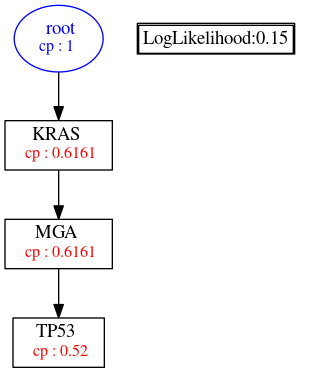 root
cp : 1
LogLikelihood:0.15
KRAS
cp : 0.6161
MGA
cp : 0.6161
TP53
cp : 0.52